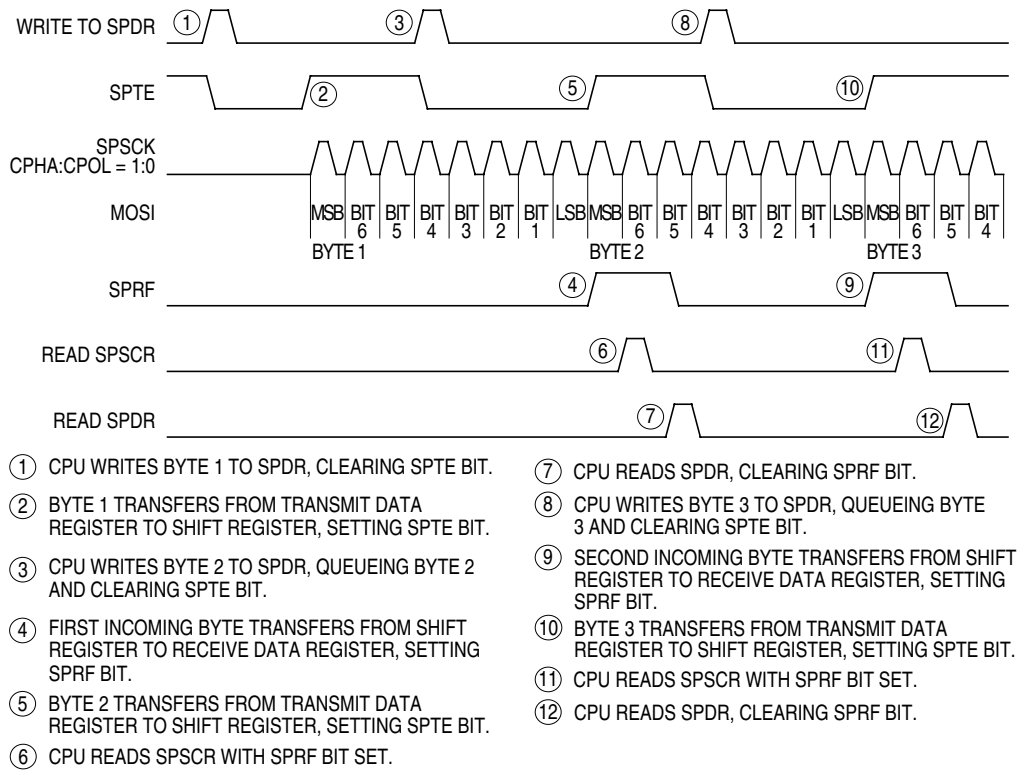 WRITE TO SPDR
1
3
8
SPTE
2
5
10
SPSCK
CPHA:CPOL = 1:0
MOSI
MSB BIT 6 BIT 5 BIT 4 BIT 3 BIT 2 BIT 1 LSB MSB BIT 6 BIT 5 BIT 4 BIT 3 BIT 2 BIT 1 LSB MSB BIT 6 BIT 5 BIT 4
BYTE 1
BYTE 2
BYTE 3
SPRF
4
9
READ SPSCR
6
11
READ SPDR
7
12
1 CPU WRITES BYTE 1 TO SPDR, CLEARING SPTE BIT.
2 BYTE 1 TRANSFERS FROM TRANSMIT DATA
REGISTER TO SHIFT REGISTER, SETTING SPTE BIT.
3 CPU WRITES BYTE 2 TO SPDR, QUEUEING BYTE 2
AND CLEARING SPTE BIT.
4 FIRST INCOMING BYTE TRANSFERS FROM SHIFT
REGISTER TO RECEIVE DATA REGISTER, SETTING
SPRF BIT.
5 BYTE 2 TRANSFERS FROM TRANSMIT DATA
REGISTER TO SHIFT REGISTER, SETTING SPTE BIT.
6 CPU READS SPSCR WITH SPRF BIT SET.
7 CPU READS SPDR, CLEARING SPRF BIT.
8 CPU WRITES BYTE 3 TO SPDR, QUEUEING BYTE
3 AND CLEARING SPTE BIT.
9 SECOND INCOMING BYTE TRANSFERS FROM SHIFT
REGISTER TO RECEIVE DATA REGISTER, SETTING
SPRF BIT.
10 BYTE 3 TRANSFERS FROM TRANSMIT DATA
REGISTER TO SHIFT REGISTER, SETTING SPTE BIT.
11 CPU READS SPSCR WITH SPRF BIT SET.
12 CPU READS SPDR, CLEARING SPRF BIT.